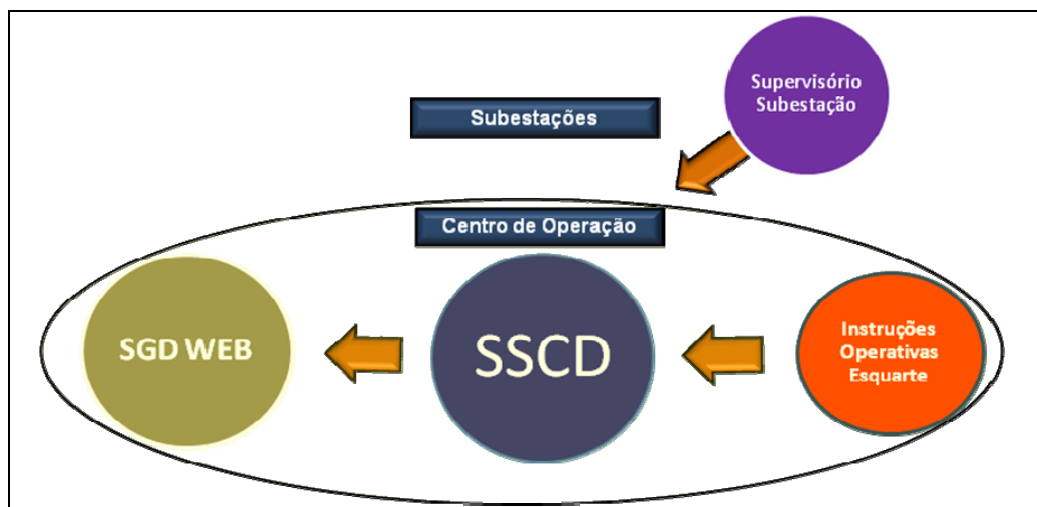 Supervisório
Subestação
Subestações
Centro de Operação
SGD WEB
SSCD
Instruções
Operativas
Esquarte